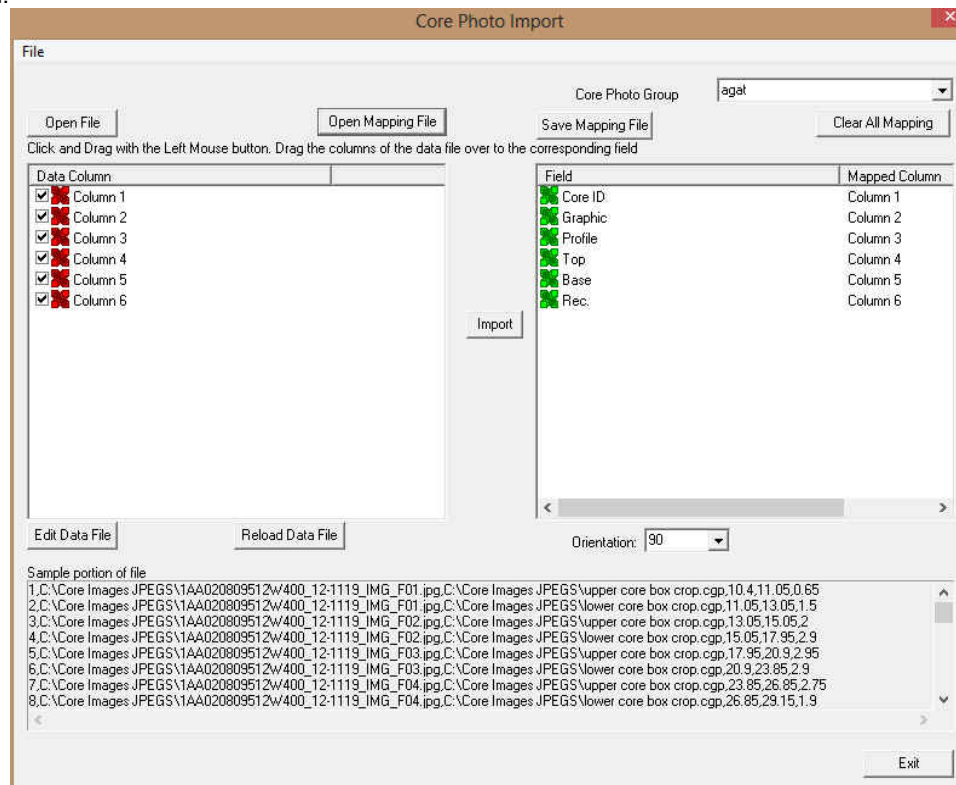 Core Photo Import
File
Core Photo Group agat
Open File Open Mapping File Save Mapping File Clear All Mapping
Click and Drag with the Left Mouse button. Drag the columns of the data file over to the corresponding field
Data Column Field Mapped Column
Column 1 Core ID Column 1
Column 2 Graphic Column 2
Column 3 Profile Column 3
Column 4 Top Column 4
Column 5 Base Column 5
Column 6 Rec. Column 6
Import
Edit Data File Reload Data File Orientation: 90
Sample portion of file
1,C:\Core Images JPEGS\1AA020809512W400_12-1119_IMG_F01.jpg,C:\Core Images JPEGS\upper core box crop.cgp,10.4,11.05,0.65
2,C:\Core Images JPEGS\1AA020809512W400_12-1119_IMG_F01.jpg,C:\Core Images JPEGS\lower core box crop.cgp,11.05,13.05,1.5
3,C:\Core Images JPEGS\1AA020809512W400_12-1119_IMG_F02.jpg,C:\Core Images JPEGS\upper core box crop.cgp,13.05,15.05,2
4,C:\Core Images JPEGS\1AA020809512W400_12-1119_IMG_F02.jpg,C:\Core Images JPEGS\lower core box crop.cgp,15.05,17.95,2.9
5,C:\Core Images JPEGS\1AA020809512W400_12-1119_IMG_F03.jpg,C:\Core Images JPEGS\upper core box crop.cgp,17.95,20.9,2.95
6,C:\Core Images JPEGS\1AA020809512W400_12-1119_IMG_F03.jpg,C:\Core Images JPEGS\lower core box crop.cgp,20.9,23.85,2.9
7,C:\Core Images JPEGS\1AA020809512W400_12-1119_IMG_F04.jpg,C:\Core Images JPEGS\upper core box crop.cgp,23.85,26.85,2.75
8,C:\Core Images JPEGS\1AA020809512W400_12-1119_IMG_F04.jpg,C:\Core Images JPEGS\lower core box crop.cgp,26.85,29.15,1.9
Exit